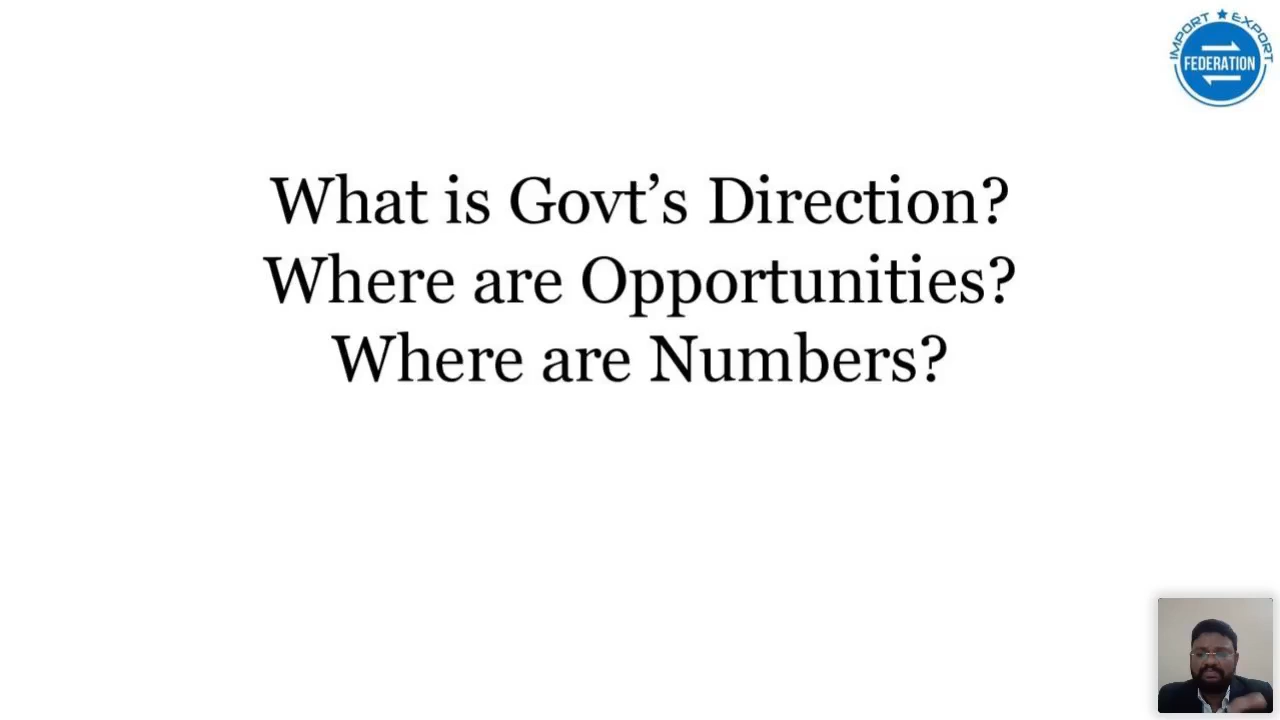 IMPORT ★ EXPORT
FEDERATION
What is Govt’s Direction?
Where are Opportunities?
Where are Numbers?